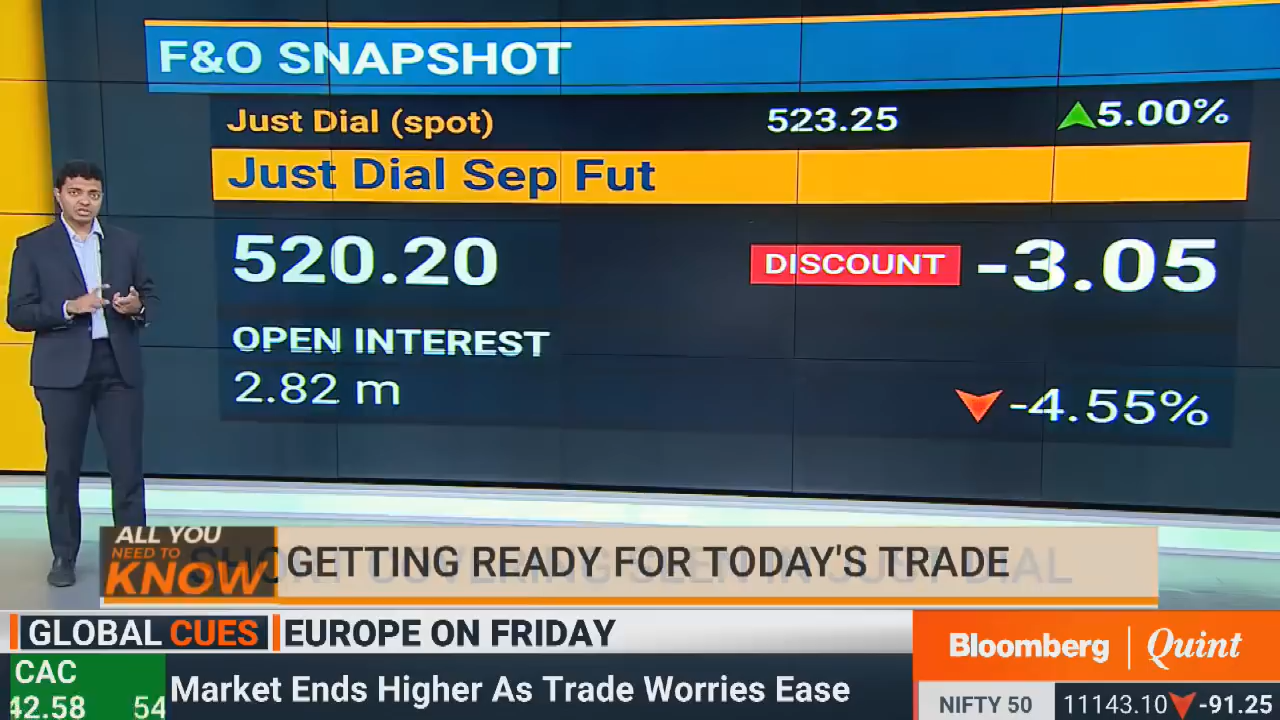 F&O SNAPSHOT
Just Dial (spot) 523.25 5.00%
Just Dial Sep Fut
520.20 DISCOUNT -3.05
OPEN INTEREST
2.82 m -4.55%
ALL YOU
NEED TO
KNOW
GETTING READY FOR TODAY'S TRADE
GLOBAL CUES EUROPE ON FRIDAY
CAC
42.58 54
Market Ends Higher As Trade Worries Ease
Bloomberg | Quint
NIFTY 50 11143.10 -91.25